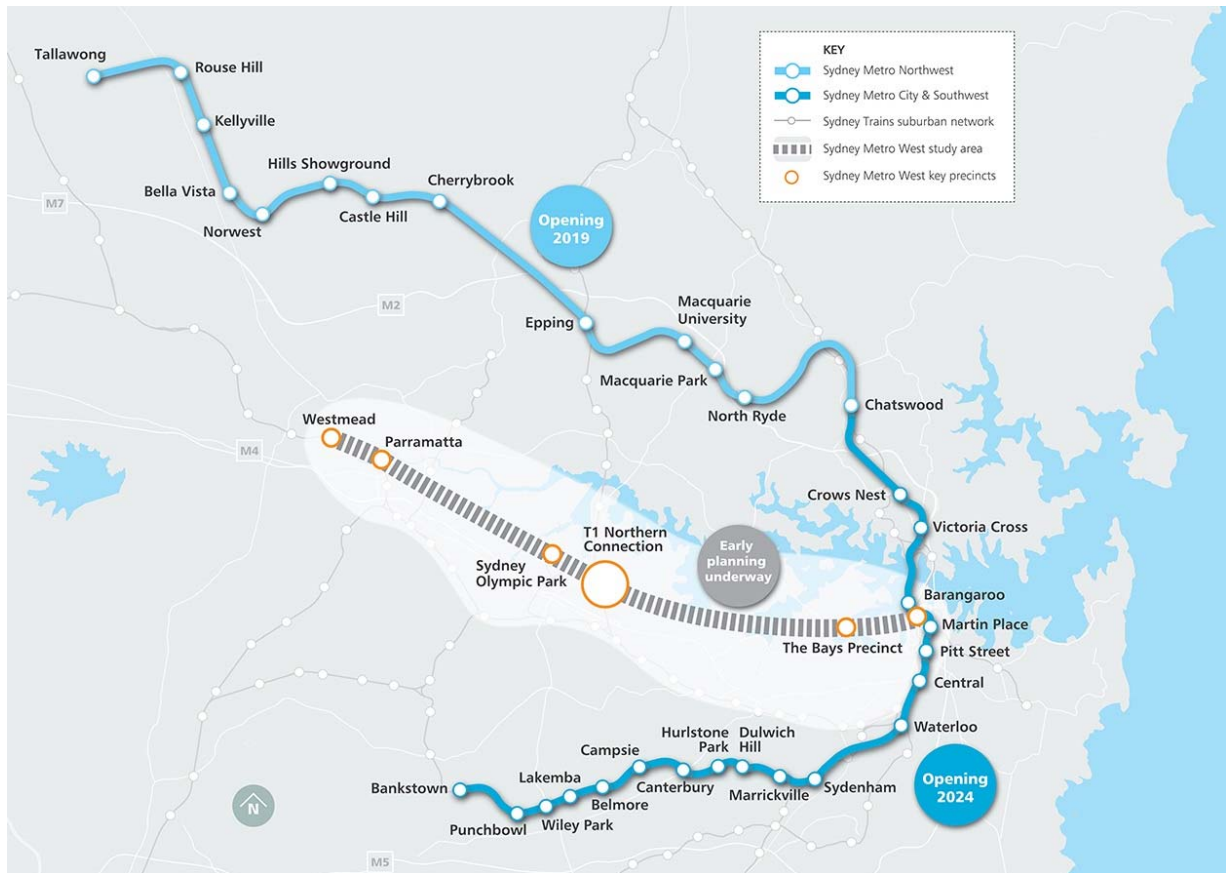 KEY
Sydney Metro Northwest
Sydney Metro City & Southwest
Sydney Trains suburban network
Sydney Metro West study area
Sydney Metro West key precincts
Tallawong
Rouse Hill
Kellyville
Bella Vista
Norwest
Hills Showground
Castle Hill
Cherrybrook
Opening
2019
M7
M2
Epping
Macquarie
University
Macquarie Park
North Ryde
Chatswood
Crows Nest
Victoria Cross
Barangaroo
Martin Place
Pitt Street
Central
Waterloo
Westmead
Parramatta
M4
Sydney
Olympic Park
T1 Northern
Connection
Early
planning
underway
The Bays Precinct
Opening
2024
Sydenham
Marrickville
Dulwich
Hill
Hurlstone
Park
Canterbury
Campsie
Belmore
Lakemba
Wiley Park
Punchbowl
Bankstown
N
M5